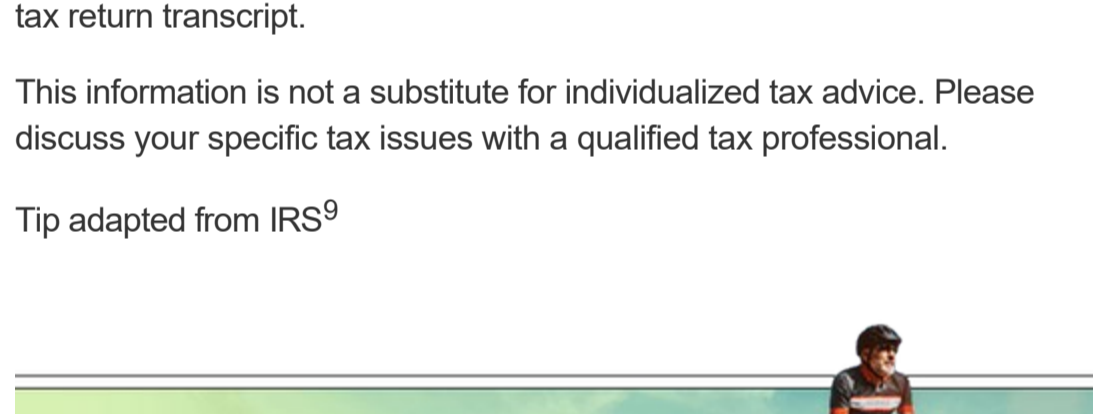 tax return transcript.
This information is not a substitute for individualized tax advice. Please
discuss your specific tax issues with a qualified tax professional.
Tip adapted from IRS⁹